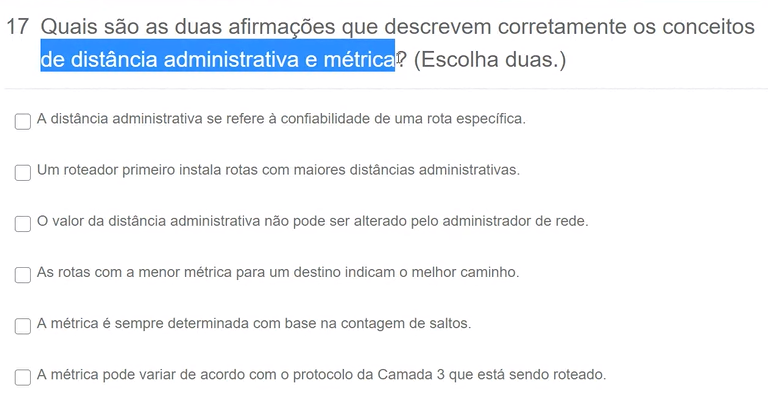 17 Quais são as duas afirmações que descrevem corretamente os conceitos
de distância administrativa e métrica? (Escolha duas.)
A distância administrativa se refere à confiabilidade de uma rota específica.
Um roteador primeiro instala rotas com maiores distâncias administrativas.
O valor da distância administrativa não pode ser alterado pelo administrador de rede.
As rotas com a menor métrica para um destino indicam o melhor caminho.
A métrica é sempre determinada com base na contagem de saltos.
A métrica pode variar de acordo com o protocolo da Camada 3 que está sendo roteado.